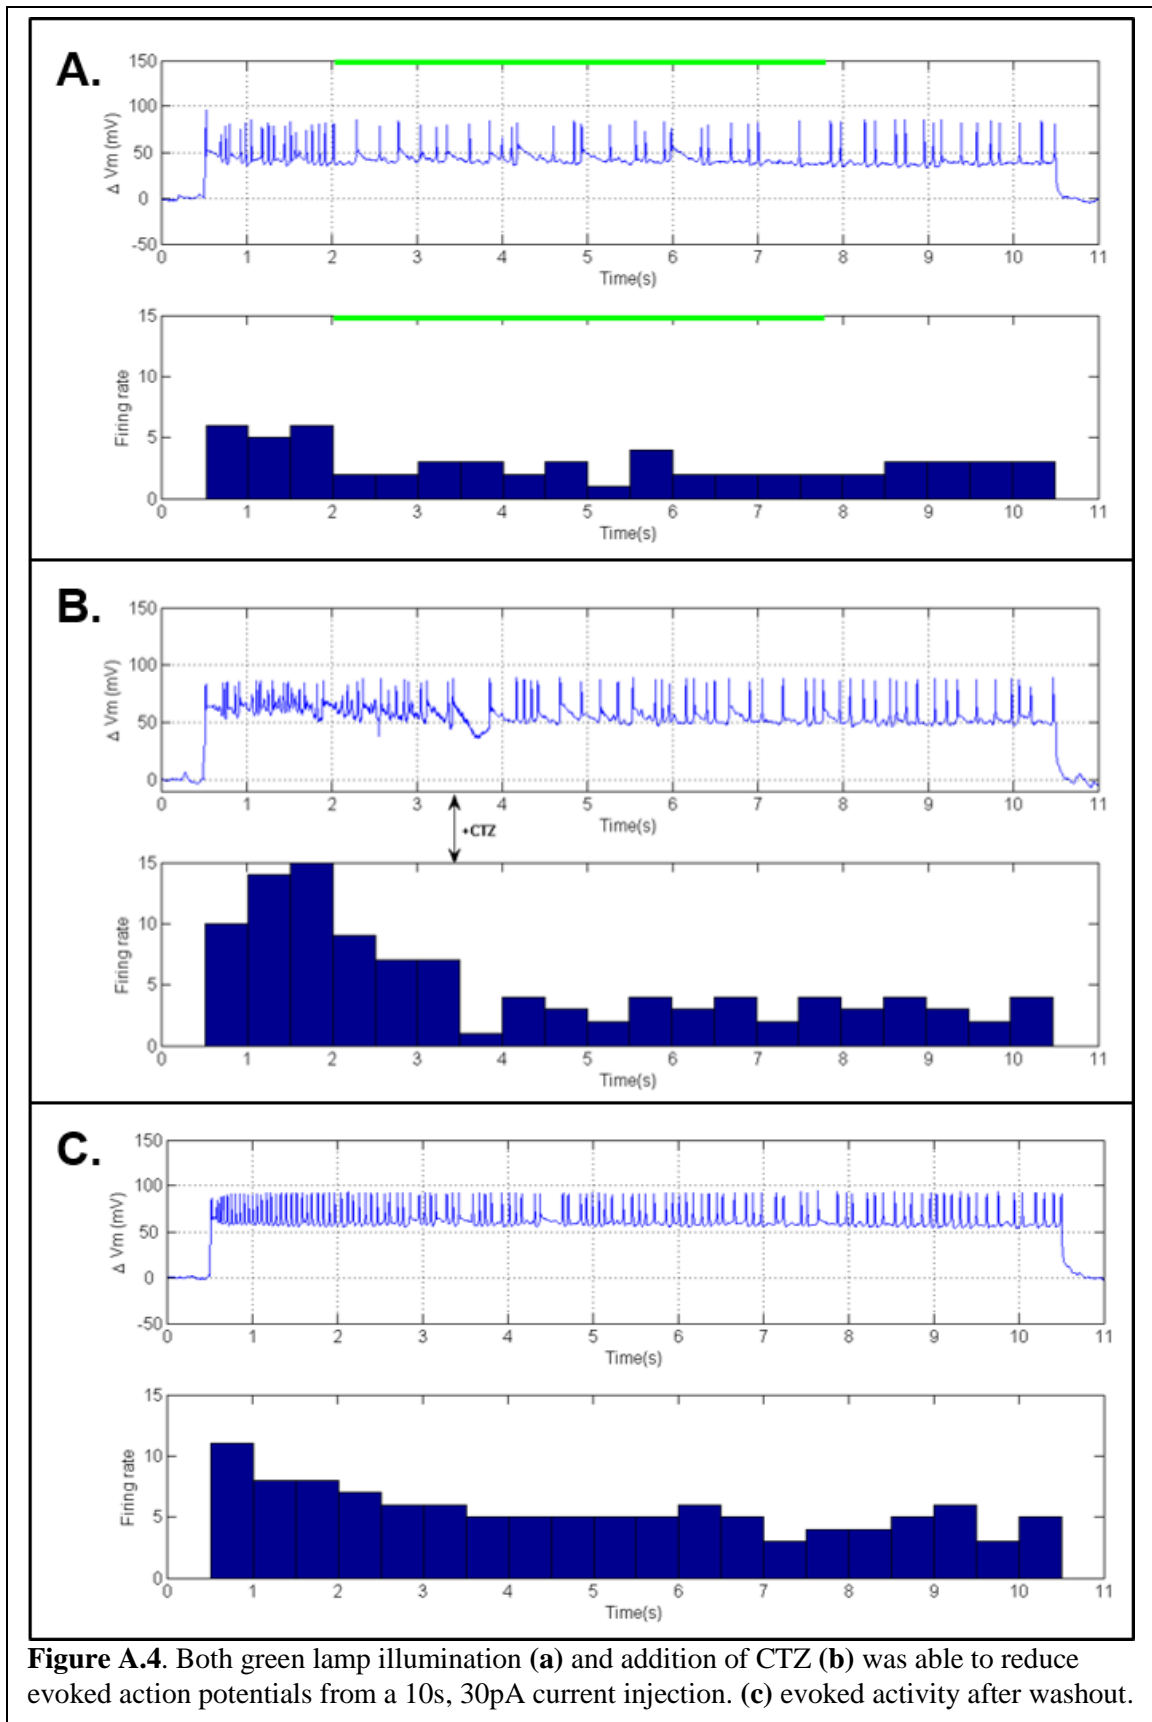 A.
150
100
50
0
-50
Δ Vm (mV)
0 1 2 3 4 5 6 7 8 9 10 11
Time(s)
15
10
5
0
Firing rate
0 1 2 3 4 5 6 7 8 9 10 11
Time(s)
B.
150
100
50
0
Δ Vm (mV)
0 1 2 3 4 5 6 7 8 9 10 11
Time(s)
+CTZ
15
10
5
0
Firing rate
0 1 2 3 4 5 6 7 8 9 10 11
Time(s)
C.
150
100
50
0
-50
Δ Vm (mV)
0 1 2 3 4 5 6 7 8 9 10 11
Time(s)
15
10
5
0
Firing rate
0 1 2 3 4 5 6 7 8 9 10 11
Time(s)
Figure A.4. Both green lamp illumination (a) and addition of CTZ (b) was able to reduce
evoked action potentials from a 10s, 30pA current injection. (c) evoked activity after washout.